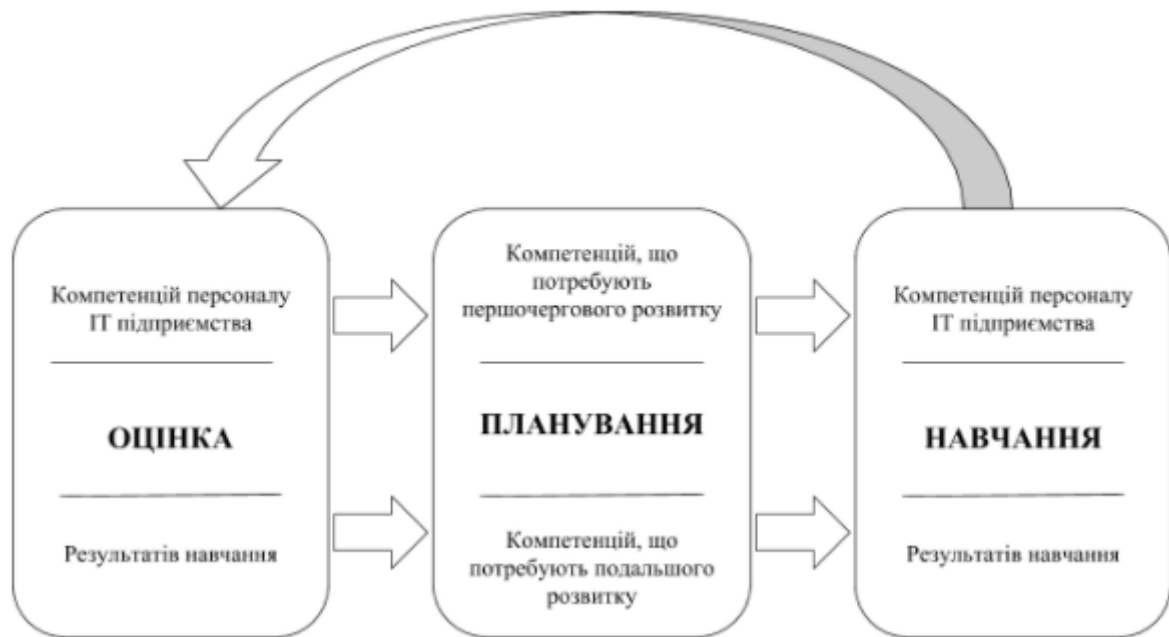 Компетенцій персоналу
ІТ підприємства
ОЦІНКА
Результатів навчання
Компетенцій, що
потребують
першочергового розвитку
ПЛАНУВАННЯ
Компетенцій, що
потребують подальшого
розвитку
Компетенцій персоналу
ІТ підприємства
НАВЧАННЯ
Результатів навчання